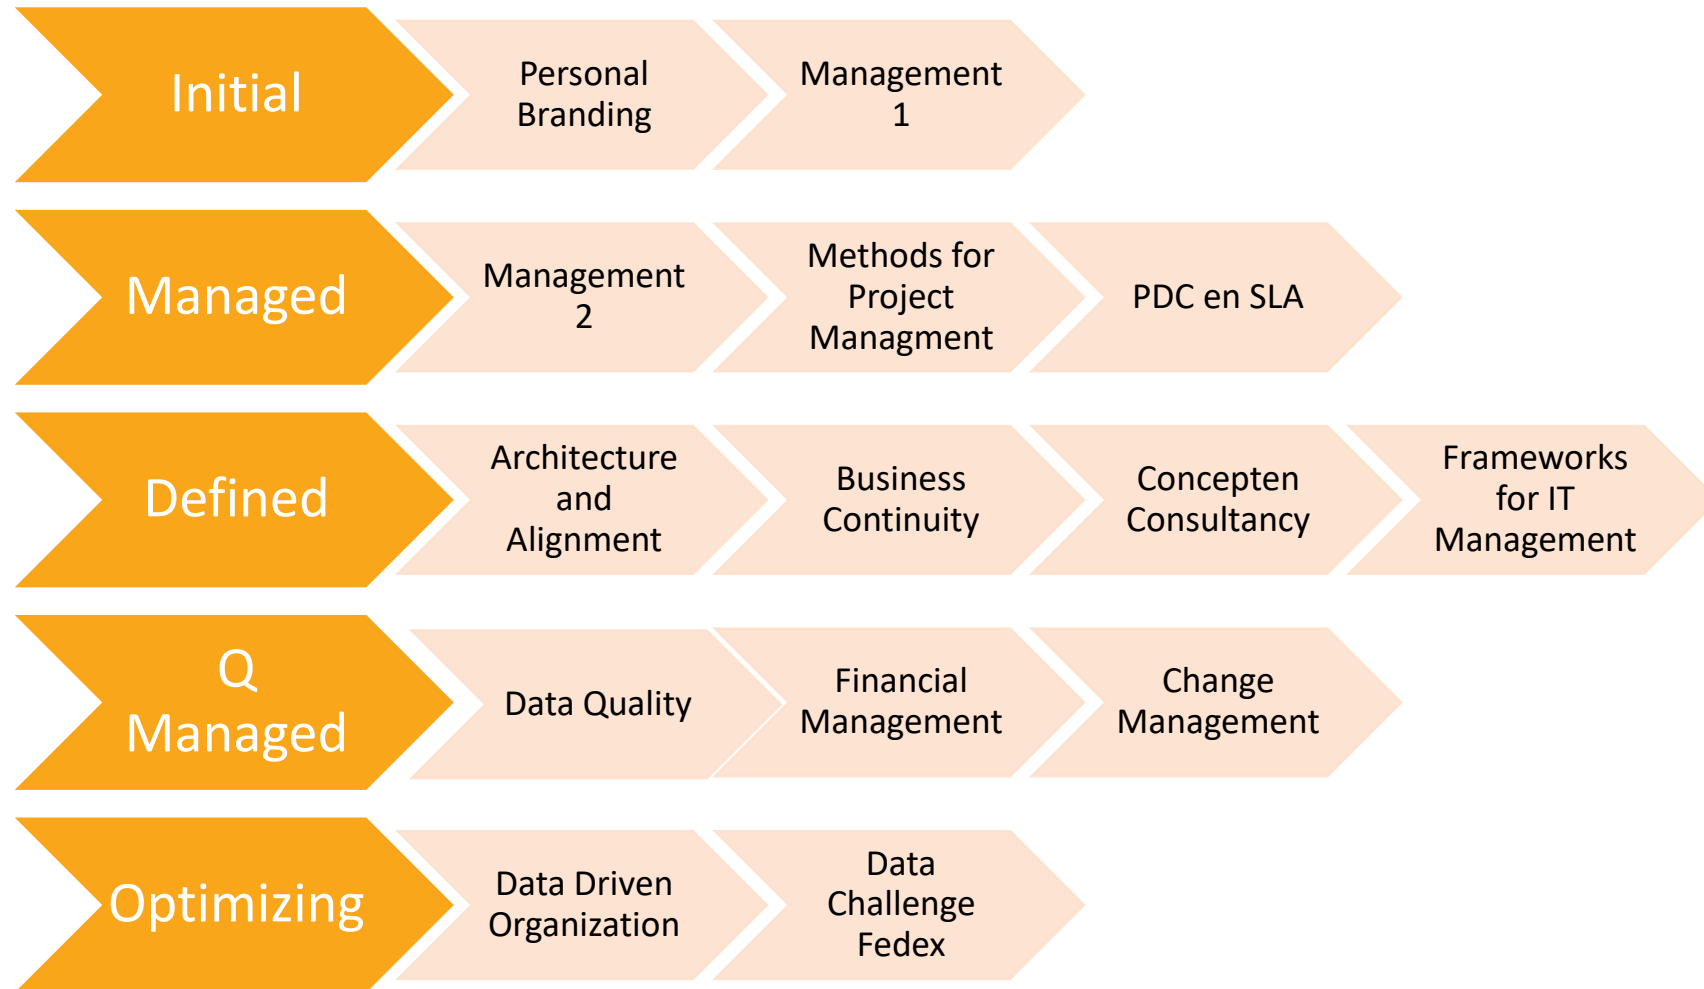 Initial
Personal
Branding
Management
1
Managed
Management
2
Methods for
Project
Managment
PDC en SLA
Defined
Architecture
and
Alignment
Business
Continuity
Concepten
Consultancy
Frameworks
for IT
Management
Q
Managed
Data Quality
Financial
Management
Change
Management
Optimizing
Data Driven
Organization
Data
Challenge
Fedex